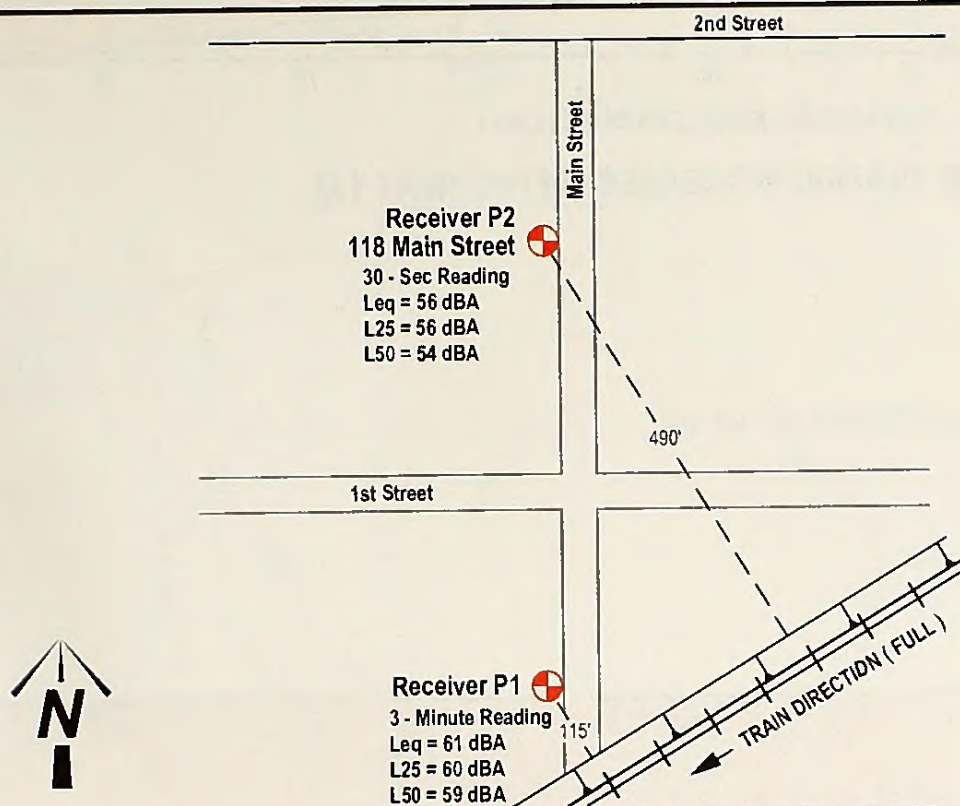 2nd Street
Main Street
Receiver P2
118 Main Street
30 - Sec Reading
Leq = 56 dBA
L25 = 56 dBA
L50 = 54 dBA
490'
1st Street
N
Receiver P1
3 - Minute Reading
Leq = 61 dBA
L25 = 60 dBA
L50 = 59 dBA
115'
TRAIN DIRECTION ( FULL )